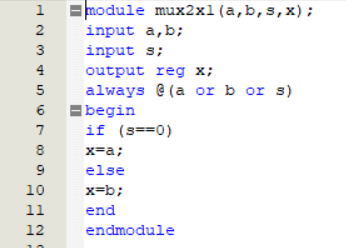 1 module mux2x1(a,b,s,x);
2 input a,b;
3 input s;
4 output reg x;
5 always @(a or b or s)
6 begin
7 if (s==0)
8 x=a;
9 else
10 x=b;
11 end
12 endmodule